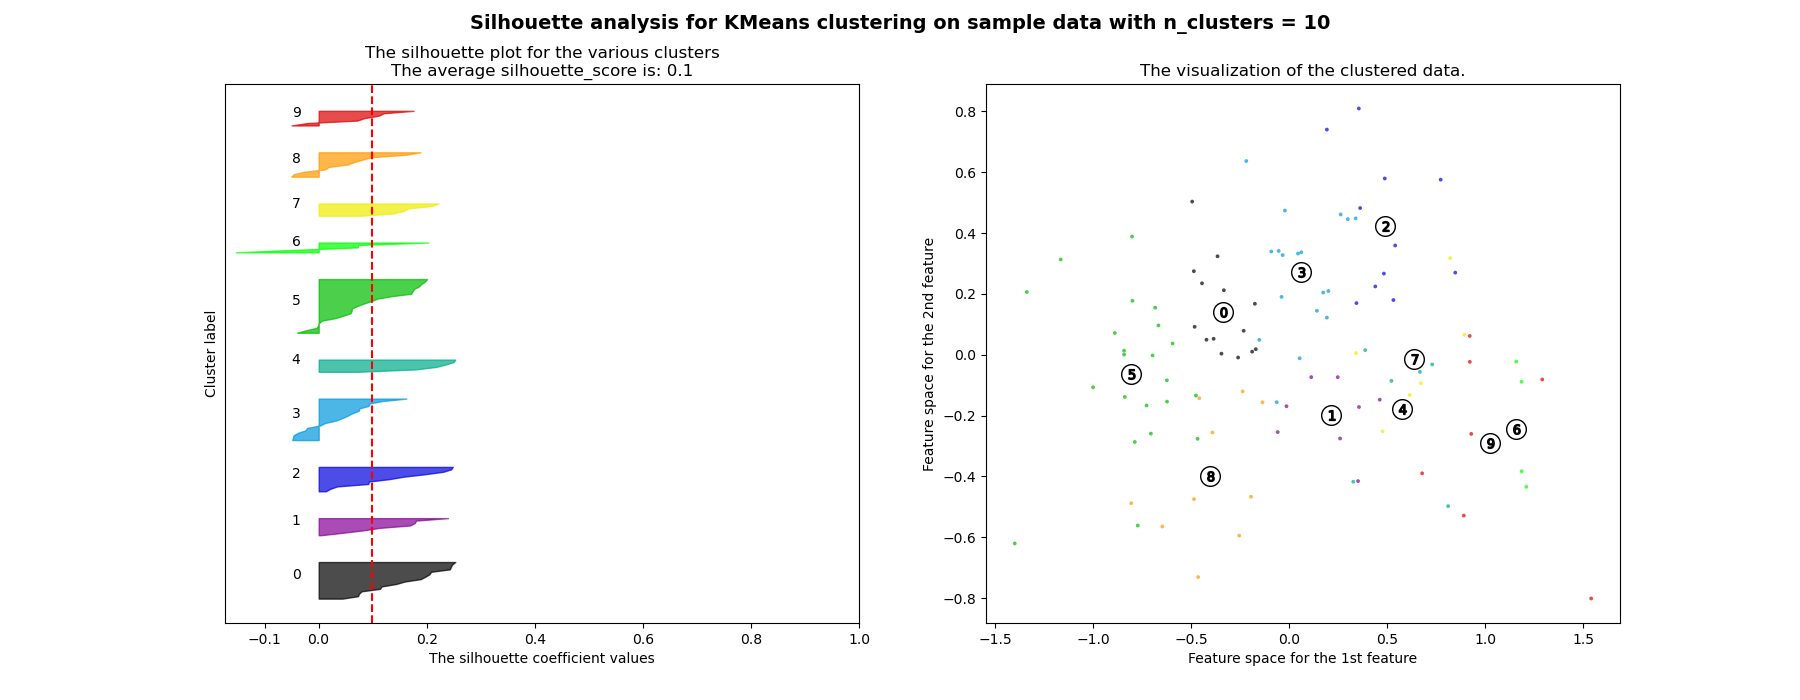 Silhouette analysis for KMeans clustering on sample data with n_clusters = 10
The silhouette plot for the various clusters
The average silhouette_score is: 0.1
9
8
7
6
5
4
3
2
1
0
Cluster label
−0.1 0.0 0.2 0.4 0.6 0.8 1.0
The silhouette coefficient values
The visualization of the clustered data.
0.8
0.6
0.4
0.2
0.0
−0.2
−0.4
−0.6
−0.8
Feature space for the 2nd feature
2
3
0
7
5
4
1
6
9
8
−1.5 −1.0 −0.5 0.0 0.5 1.0 1.5
Feature space for the 1st feature